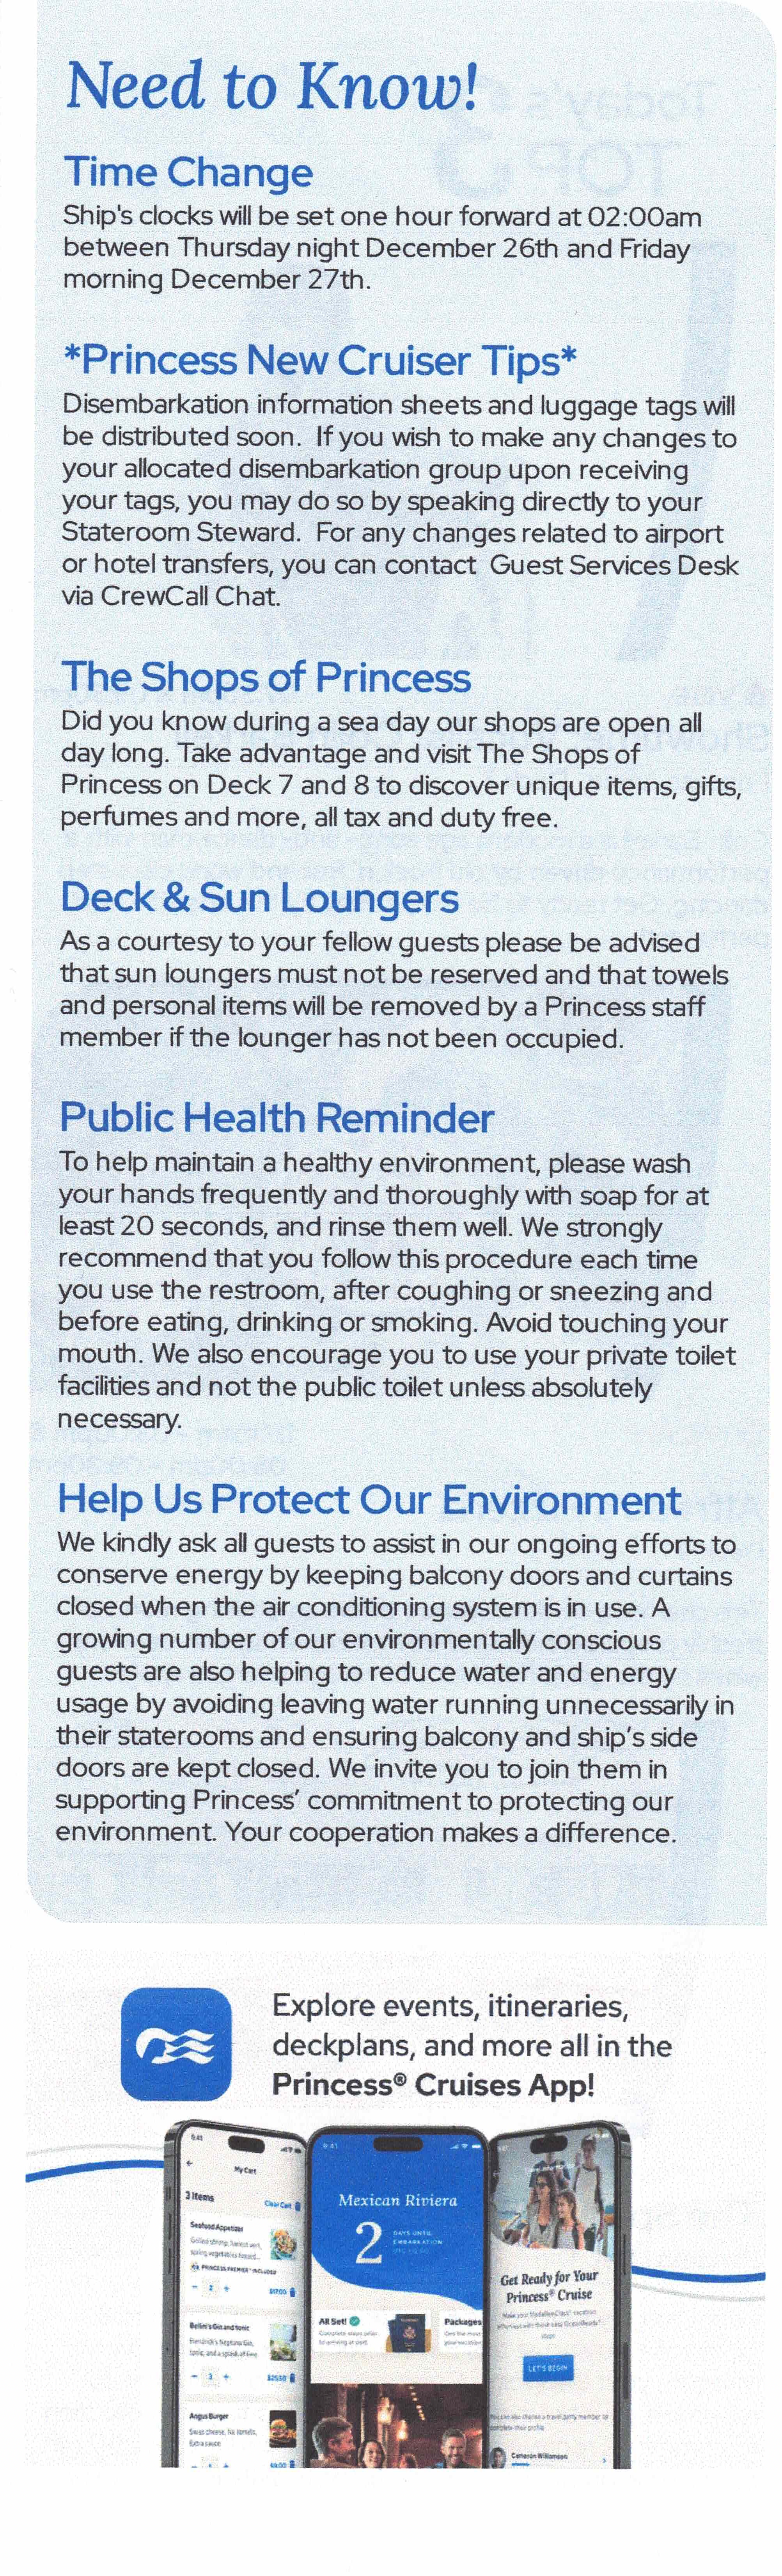 Need to Know!
Time Change
Ship's clocks will be set one hour forward at 02:00am
between Thursday night December 26th and Friday
morning December 27th.
*Princess New Cruiser Tips*
Disembarkation information sheets and luggage tags will
be distributed soon. If you wish to make any changes to
your allocated disembarkation group upon receiving
your tags, you may do so by speaking directly to your
Stateroom Steward. For any changes related to airport
or hotel transfers, you can contact Guest Services Desk
via CrewCall Chat.
The Shops of Princess
Did you know during a sea day our shops are open all
day long. Take advantage and visit The Shops of
Princess on Deck 7 and 8 to discover unique items, gifts,
perfumes and more, all tax and duty free.
Deck & Sun Loungers
As a courtesy to your fellow guests please be advised
that sun loungers must not be reserved and that towels
and personal items will be removed by a Princess staff
member if the lounger has not been occupied.
Public Health Reminder
To help maintain a healthy environment, please wash
your hands frequently and thoroughly with soap for at
least 20 seconds, and rinse them well. We strongly
recommend that you follow this procedure each time
you use the restroom, after coughing or sneezing and
before eating, drinking or smoking. Avoid touching your
mouth. We also encourage you to use your private toilet
facilities and not the public toilet unless absolutely
necessary.
Help Us Protect Our Environment
We kindly ask all guests to assist in our ongoing efforts to
conserve energy by keeping balcony doors and curtains
closed when the air conditioning system is in use. A
growing number of our environmentally conscious
guests are also helping to reduce water and energy
usage by avoiding leaving water running unnecessarily in
their staterooms and ensuring balcony and ship's side
doors are kept closed. We invite you to join them in
supporting Princess' commitment to protecting our
environment. Your cooperation makes a difference.
Explore events, itineraries,
deckplans, and more all in the
Princess® Cruises App!
9:41
My Cart
3 Items
Clear Cart
Seafood Appetizer
- 2 +
Belini's Gin and tonic
- 1 +
Angus Burger
Swiss cheese, No tomato,
Extra sauce
9:41
Mexican Riviera
2
DAYS UNTIL
EMBARKATION
All Set!
Packages
Get Ready for Your
Princess® Cruise
LET'S BEGIN
Cameron Williamson